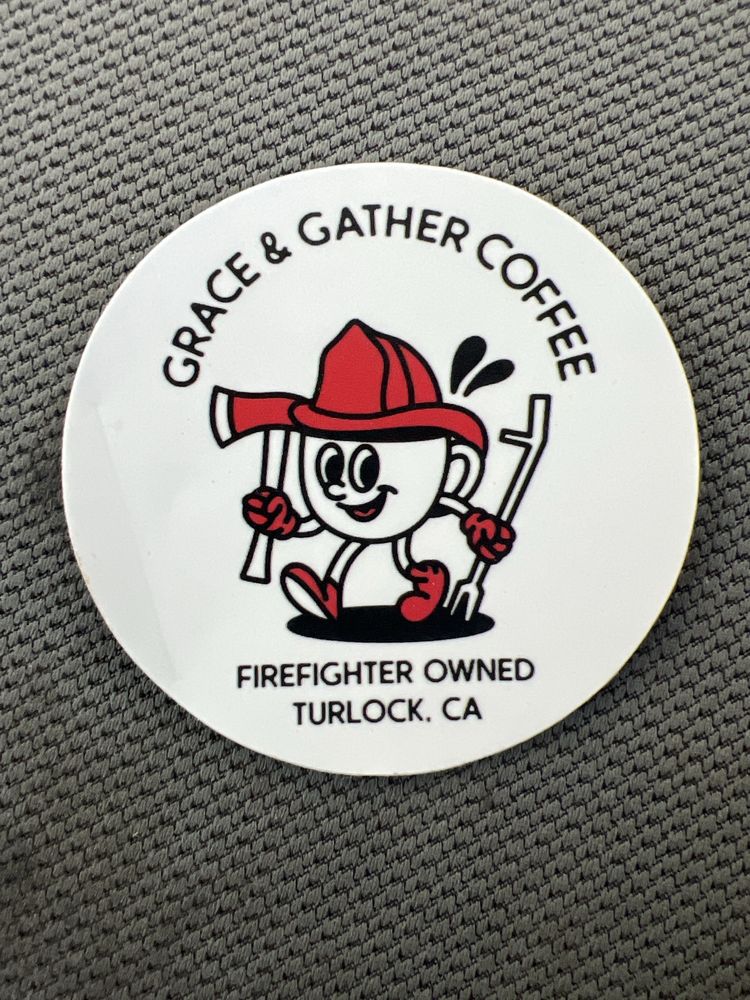 GRACE & GATHER COFFEE
FIREFIGHTER OWNED
TURLOCK. CA